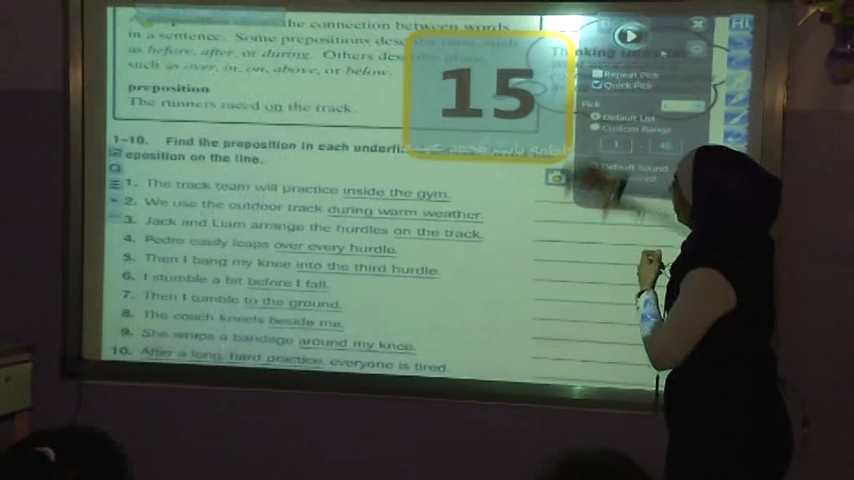 A preposition shows the connection between words
in a sentence. Some prepositions describe time, such
as before, after, or during. Others describe place,
such as over, in, on, above, or below.
preposition
The runners raced on the track.
15
Repeat Pick
Quick Pick
Pick
Default List
Custom Range
1 - 40
Default Sound
1–10. Find the preposition in each underli
eposition on the line.
1. The track team will practice inside the gym.
2. We use the outdoor track during warm weather.
3. Jack and Liam arrange the hurdles on the track.
4. Pedro easily leaps over every hurdle.
5. Then I bang my knee into the third hurdle.
6. I stumble a bit before I fall.
7. Then I tumble to the ground.
8. The coach kneels beside me.
9. She wraps a bandage around my knee.
10. After a long, hard practice, everyone is tired.